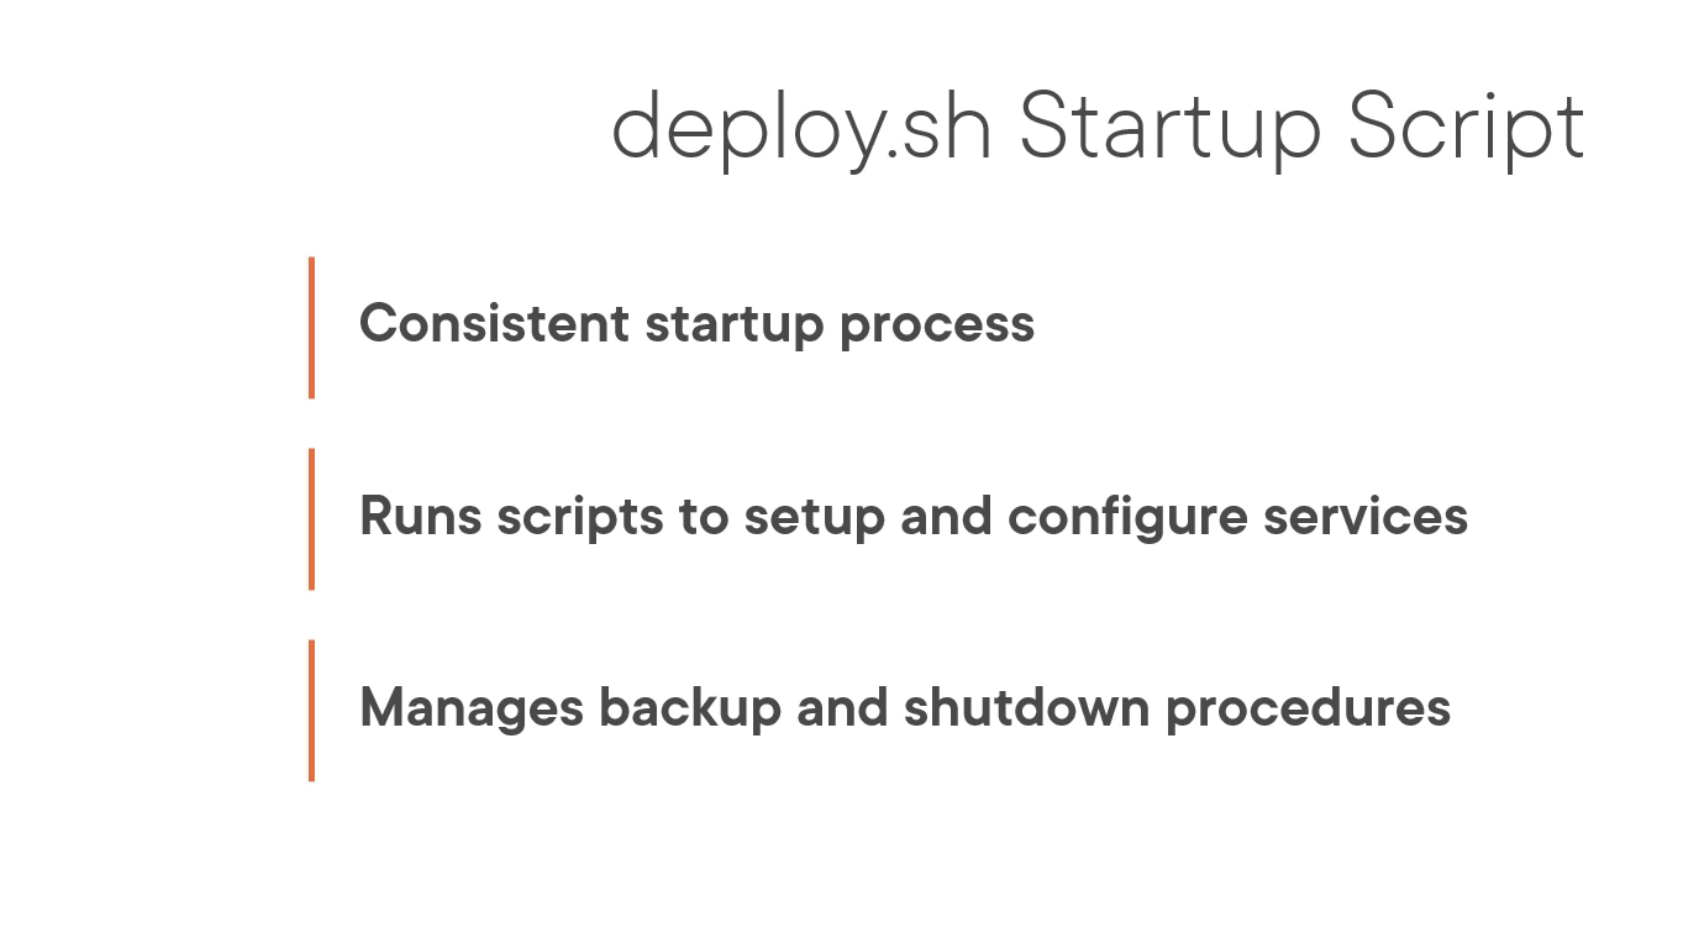 deploy.sh Startup Script
Consistent startup process
Runs scripts to setup and configure services
Manages backup and shutdown procedures